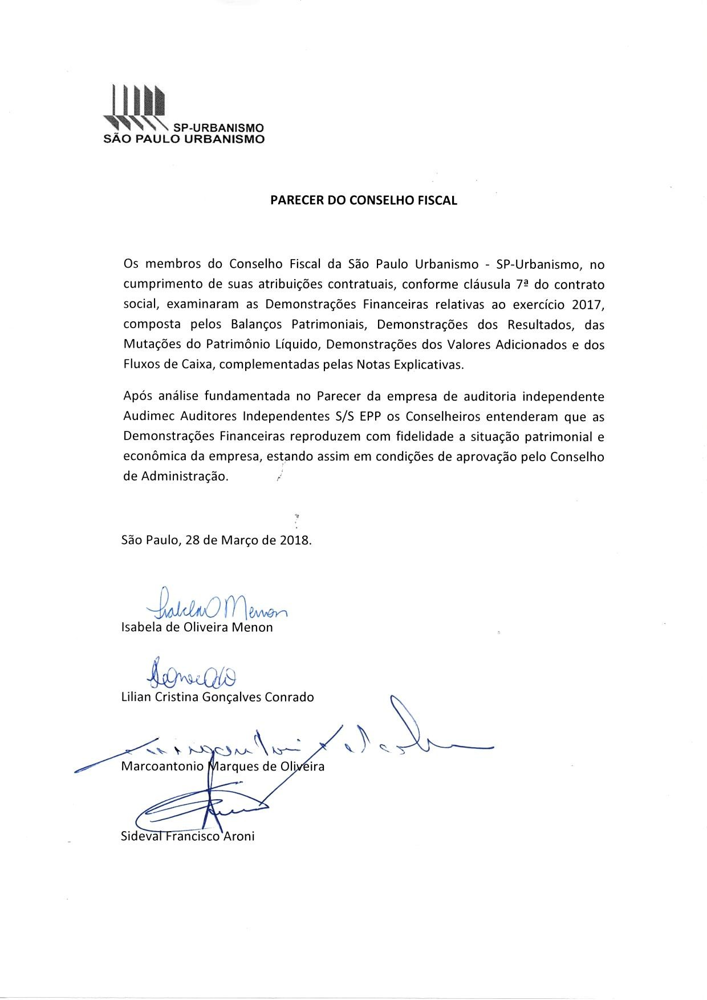 SP-URBANISMO
SÃO PAULO URBANISMO
PARECER DO CONSELHO FISCAL
Os membros do Conselho Fiscal da São Paulo Urbanismo - SP-Urbanismo, no
cumprimento de suas atribuições contratuais, conforme cláusula 7ª do contrato
social, examinaram as Demonstrações Financeiras relativas ao exercício 2017,
composta pelos Balanços Patrimoniais, Demonstrações dos Resultados, das
Mutações do Patrimônio Líquido, Demonstrações dos Valores Adicionados e dos
Fluxos de Caixa, complementadas pelas Notas Explicativas.
Após análise fundamentada no Parecer da empresa de auditoria independente
Audimec Auditores Independentes S/S EPP os Conselheiros entenderam que as
Demonstrações Financeiras reproduzem com fidelidade a situação patrimonial e
econômica da empresa, estando assim em condições de aprovação pelo Conselho
de Administração.
São Paulo, 28 de Março de 2018.
Menon
Isabela de Oliveira Menon
Lilian Cristina Gonçalves Conrado
Marcoantonio Marques de Oliveira
Sideval Francisco Aroni